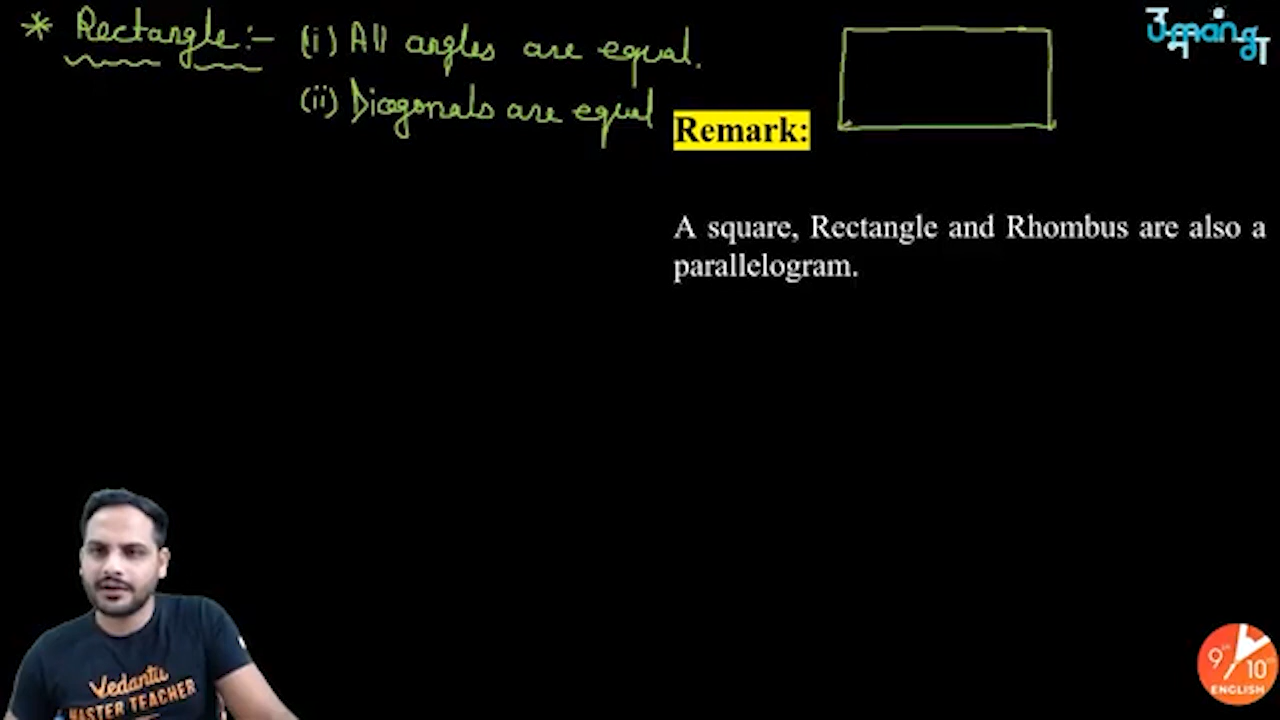 * Rectangle:- (i) All angles are equal.
(ii) Diagonals are equal
Remark:
A square, Rectangle and Rhombus are also a
parallelogram.
उमंग
Vedantu
MASTER TEACHER
9th/10th
ENGLISH